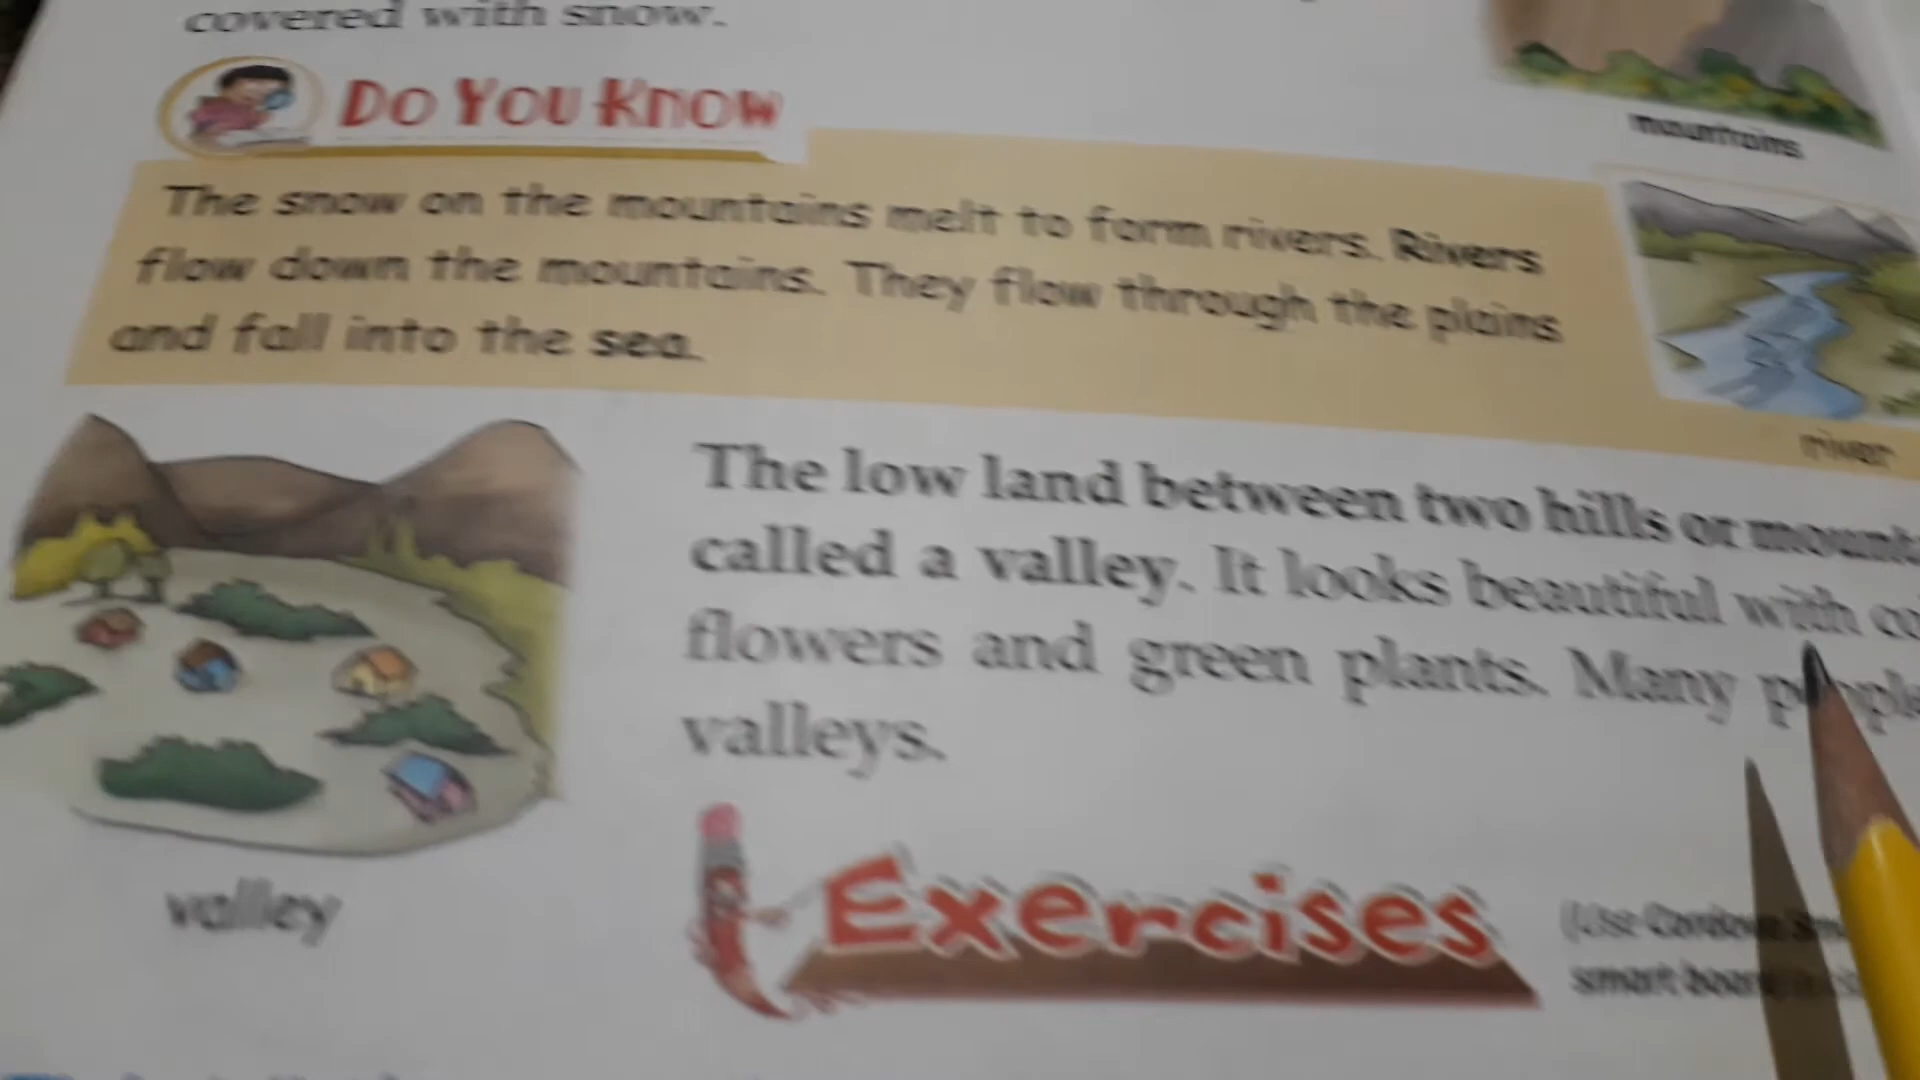 covered with snow.
Do You Know
mountains
The snow on the mountains melt to form rivers. Rivers
flow down the mountains. They flow through the plains
and fall into the sea.
river
The low land between two hills or
called a valley. It looks beautiful with
flowers and green plants. Many
valleys.
valley
Exercises
(Use
smart